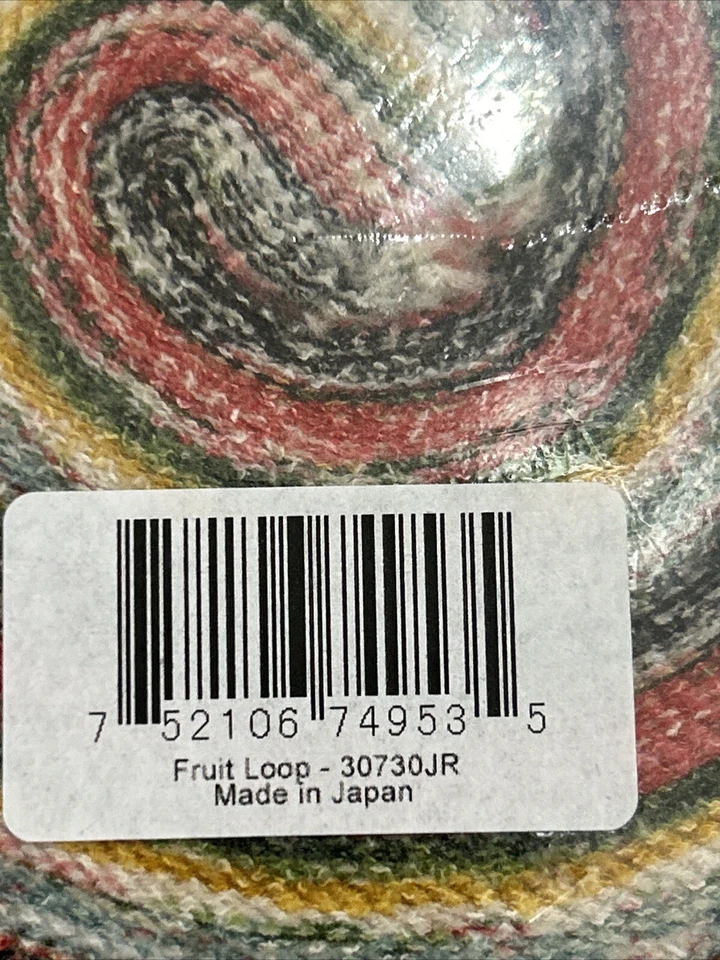 7 52106 74953 5
Fruit Loop - 30730JR
Made in Japan